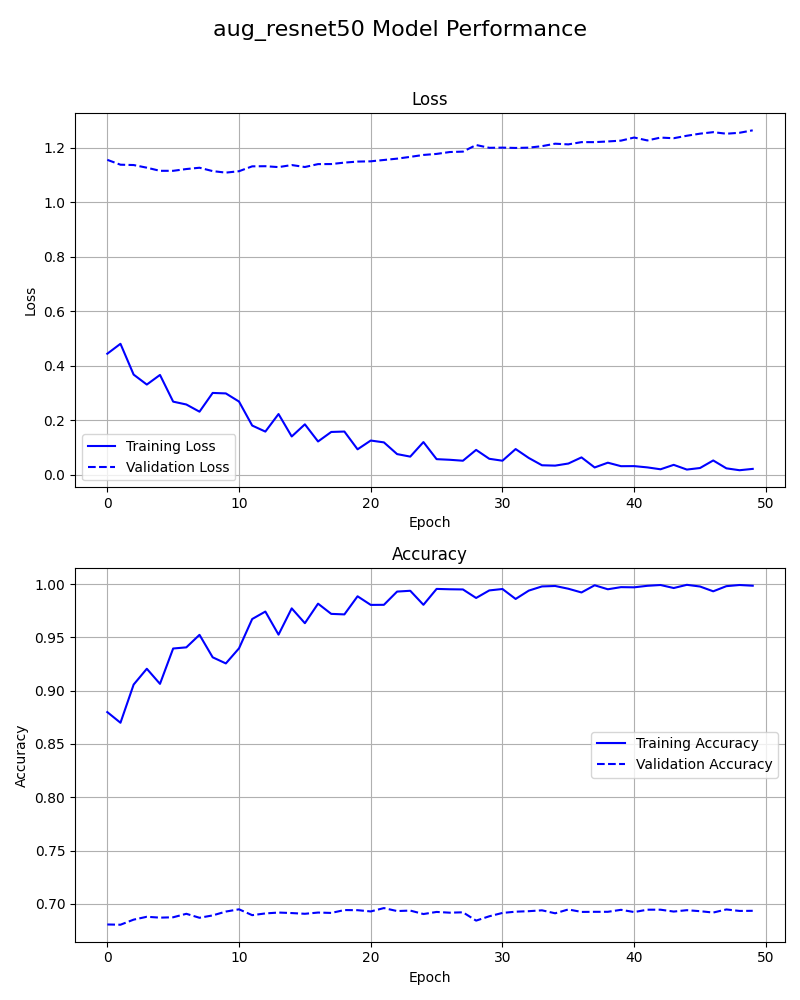 aug_resnet50 Model Performance
Loss
1.2
1.0
0.8
0.6
0.4
0.2
0.0
Loss
Training Loss
Validation Loss
0 10 20 30 40 50
Epoch
Accuracy
1.00
0.95
0.90
0.85
0.80
0.75
0.70
Accuracy
Training Accuracy
Validation Accuracy
0 10 20 30 40 50
Epoch